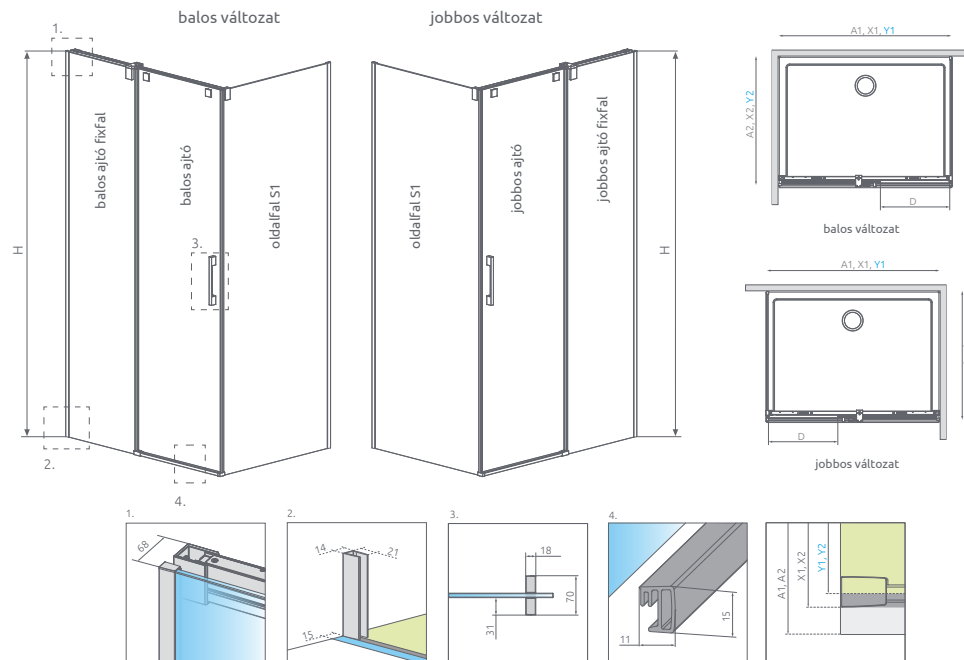 balos változat
jobbos változat
1.
H
balos ajtó fixfal
balos ajtó
oldalfal S1
3.
2.
4.
oldalfal S1
jobbos ajtó
jobbos ajtó fixfal
H
A1, X1, Y1
A2, X2, Y2
D
balos változat
A1, X1, Y1
D
jobbos változat
1.
68
2.
14
21
15
3.
18
70
31
4.
11
15
A1, A2
X1, X2
Y1, Y2